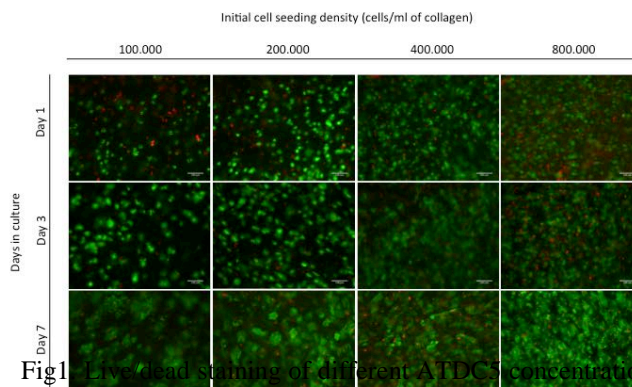 Initial cell seeding density (cells/ml of collagen)
100.000 200.000 400.000 800.000
Day 1
Day 3
Day 7
Days in culture
Fig1. Live/dead staining of different ATDC5 concentratio